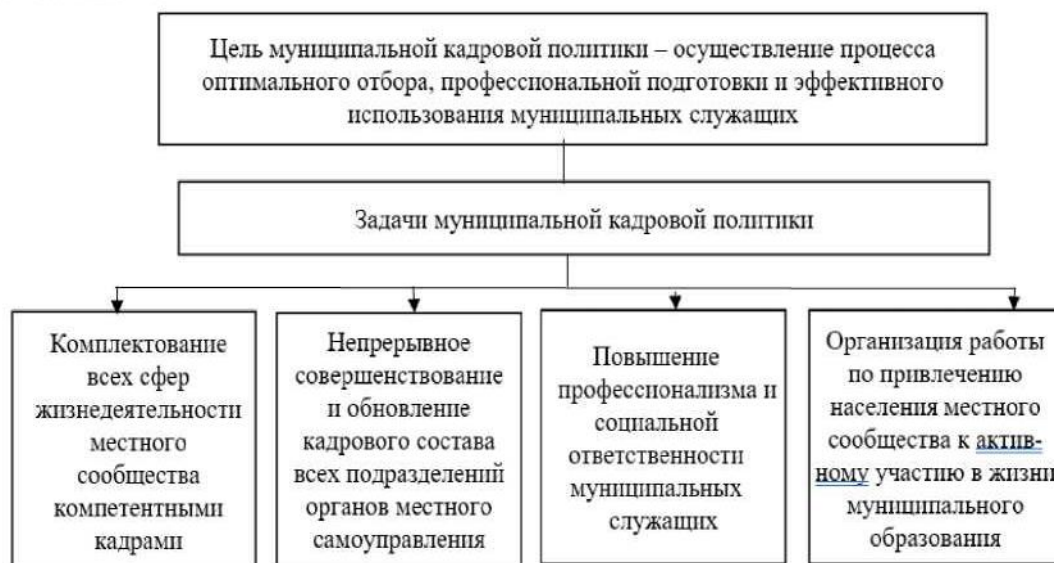 Цель муниципальной кадровой политики – осуществление процесса
оптимального отбора, профессиональной подготовки и эффективного
использования муниципальных служащих
Задачи муниципальной кадровой политики
Комплектование
всех сфер
жизнедеятельности
местного
сообщества
компетентными
кадрами
Непрерывное
совершенствование
и обновление
кадрового состава
всех подразделений
органов местного
самоуправления
Повышение
профессионализма и
социальной
ответственности
муниципальных
служащих
Организация работы
по привлечению
населения местного
сообщества к актив-
ному участию в жизни
муниципального
образования